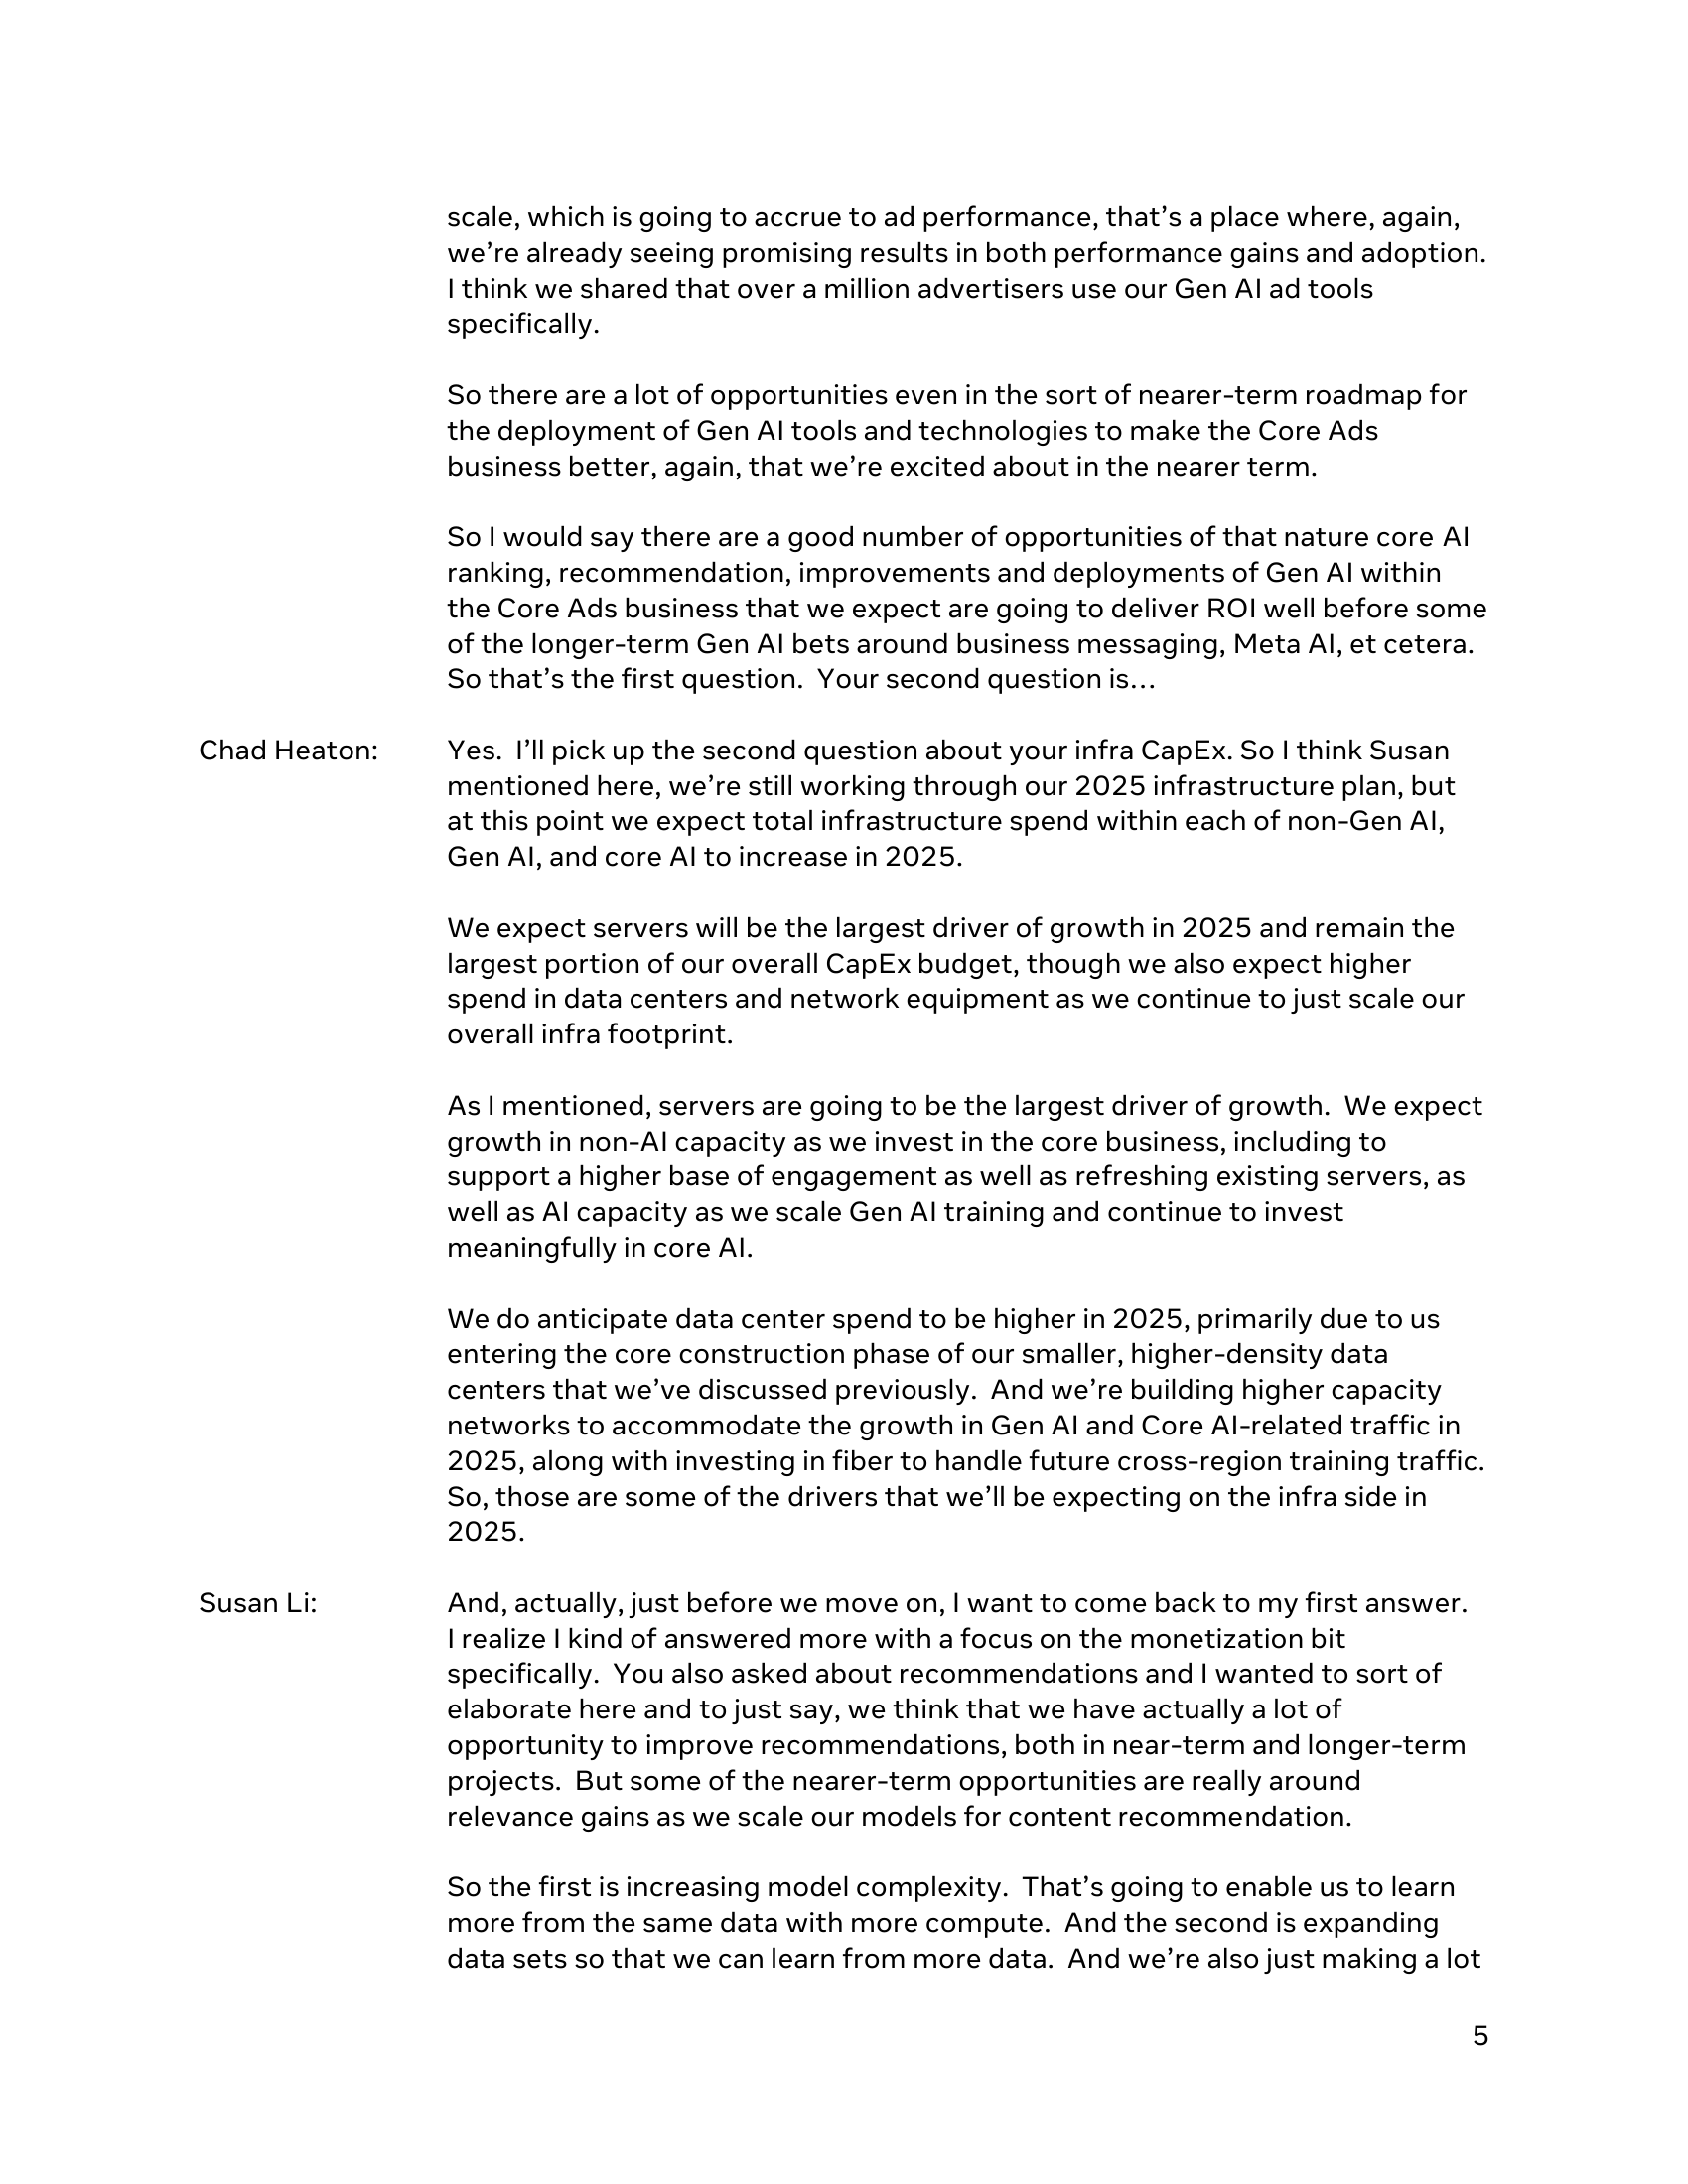 scale, which is going to accrue to ad performance, that’s a place where, again,
we’re already seeing promising results in both performance gains and adoption.
I think we shared that over a million advertisers use our Gen AI ad tools
specifically.
So there are a lot of opportunities even in the sort of nearer-term roadmap for
the deployment of Gen AI tools and technologies to make the Core Ads
business better, again, that we’re excited about in the nearer term.
So I would say there are a good number of opportunities of that nature core AI
ranking, recommendation, improvements and deployments of Gen AI within
the Core Ads business that we expect are going to deliver ROI well before some
of the longer-term Gen AI bets around business messaging, Meta AI, et cetera.
So that’s the first question.  Your second question is…
Chad Heaton: Yes.  I’ll pick up the second question about your infra CapEx. So I think Susan
mentioned here, we’re still working through our 2025 infrastructure plan, but
at this point we expect total infrastructure spend within each of non-Gen AI,
Gen AI, and core AI to increase in 2025.
We expect servers will be the largest driver of growth in 2025 and remain the
largest portion of our overall CapEx budget, though we also expect higher
spend in data centers and network equipment as we continue to just scale our
overall infra footprint.
As I mentioned, servers are going to be the largest driver of growth.  We expect
growth in non-AI capacity as we invest in the core business, including to
support a higher base of engagement as well as refreshing existing servers, as
well as AI capacity as we scale Gen AI training and continue to invest
meaningfully in core AI.
We do anticipate data center spend to be higher in 2025, primarily due to us
entering the core construction phase of our smaller, higher-density data
centers that we’ve discussed previously.  And we’re building higher capacity
networks to accommodate the growth in Gen AI and Core AI-related traffic in
2025, along with investing in fiber to handle future cross-region training traffic.
So, those are some of the drivers that we’ll be expecting on the infra side in
2025.
Susan Li: And, actually, just before we move on, I want to come back to my first answer.
I realize I kind of answered more with a focus on the monetization bit
specifically.  You also asked about recommendations and I wanted to sort of
elaborate here and to just say, we think that we have actually a lot of
opportunity to improve recommendations, both in near-term and longer-term
projects.  But some of the nearer-term opportunities are really around
relevance gains as we scale our models for content recommendation.
So the first is increasing model complexity.  That’s going to enable us to learn
more from the same data with more compute.  And the second is expanding
data sets so that we can learn from more data.  And we’re also just making a lot
5